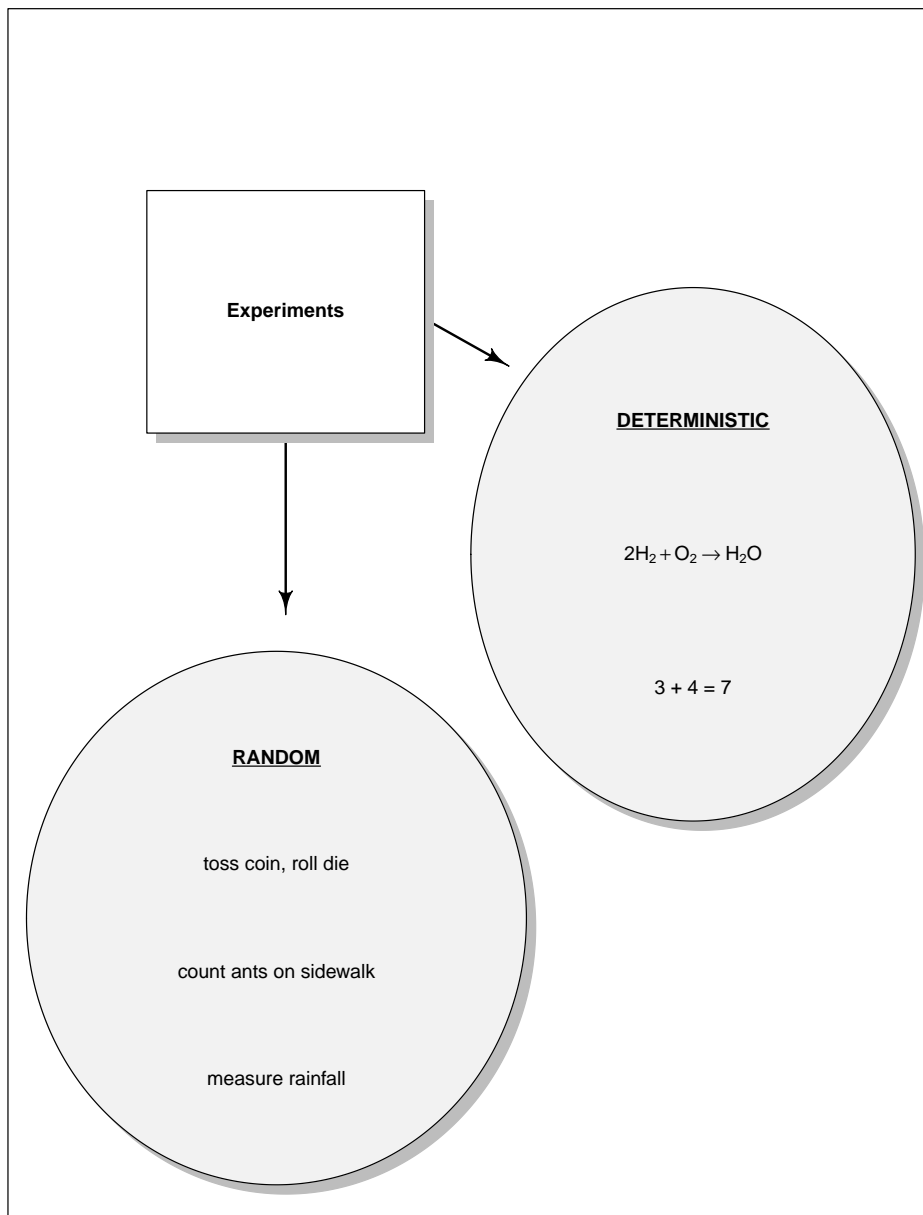 Experiments
DETERMINISTIC
2H₂ + O₂ → H₂O
3 + 4 = 7
RANDOM
toss coin, roll die
count ants on sidewalk
measure rainfall